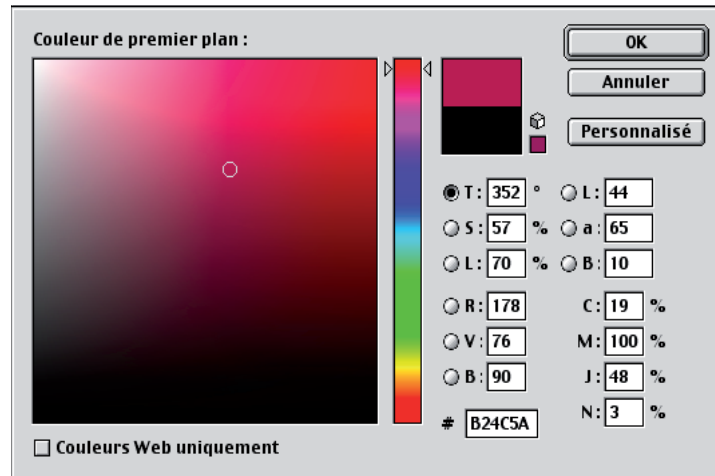 Couleur de premier plan :
OK
Annuler
Personnalisé
T: 352 ° L: 44
S: 57 % a: 65
L: 70 % B: 10
R: 178 C: 19 %
V: 76 M: 100 %
B: 90 J: 48 %
# B24C5A N: 3 %
Couleurs Web uniquement